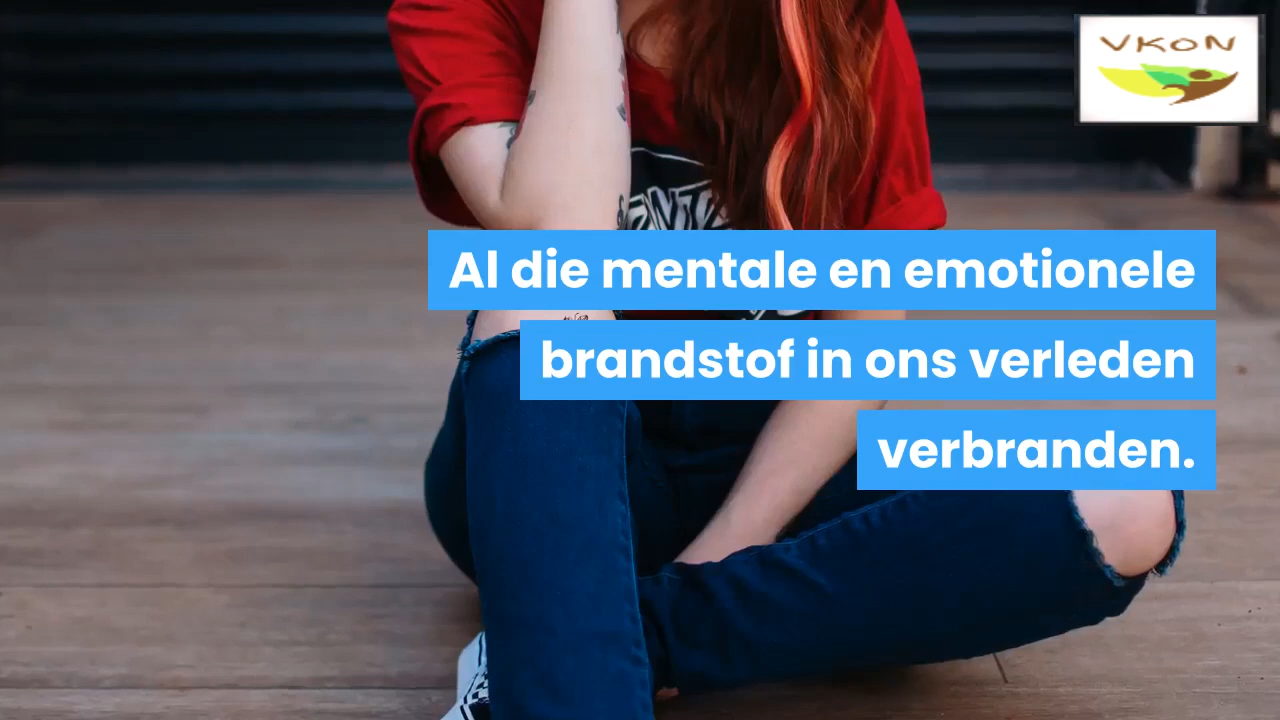 VKON
Al die mentale en emotionele
brandstof in ons verleden
verbranden.